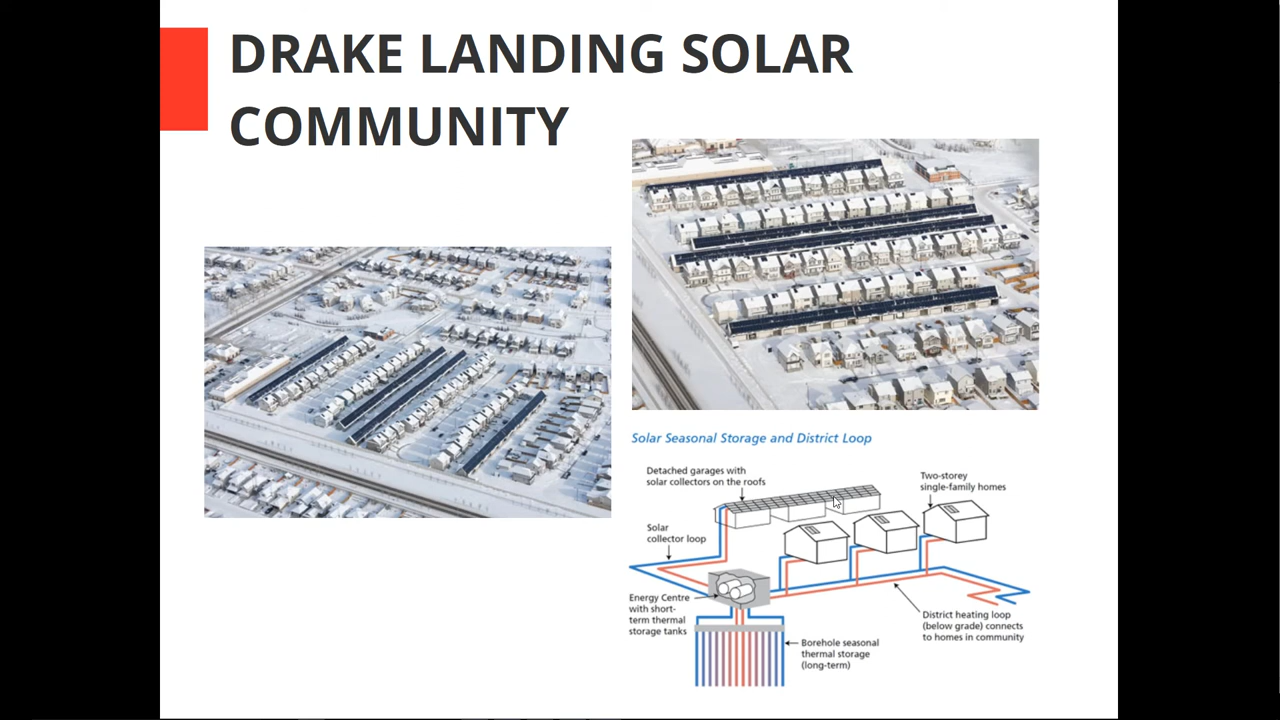 DRAKE LANDING SOLAR
COMMUNITY
Solar Seasonal Storage and District Loop
Detached garages with
solar collectors on the roofs
Two-storey
single-family homes
Solar
collector loop
Energy Centre
with short-
term thermal
storage tanks
District heating loop
(below grade) connects
to homes in community
Borehole seasonal
thermal storage
(long-term)